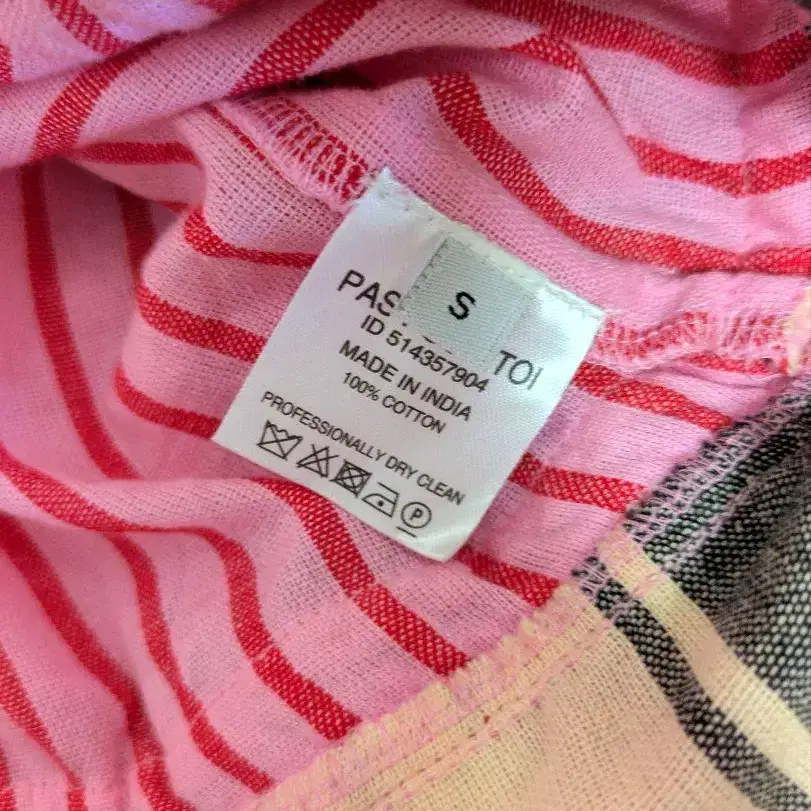 S
PAS TOI
ID 514357904
MADE IN INDIA
100% COTTON
PROFESSIONALLY DRY CLEAN
P